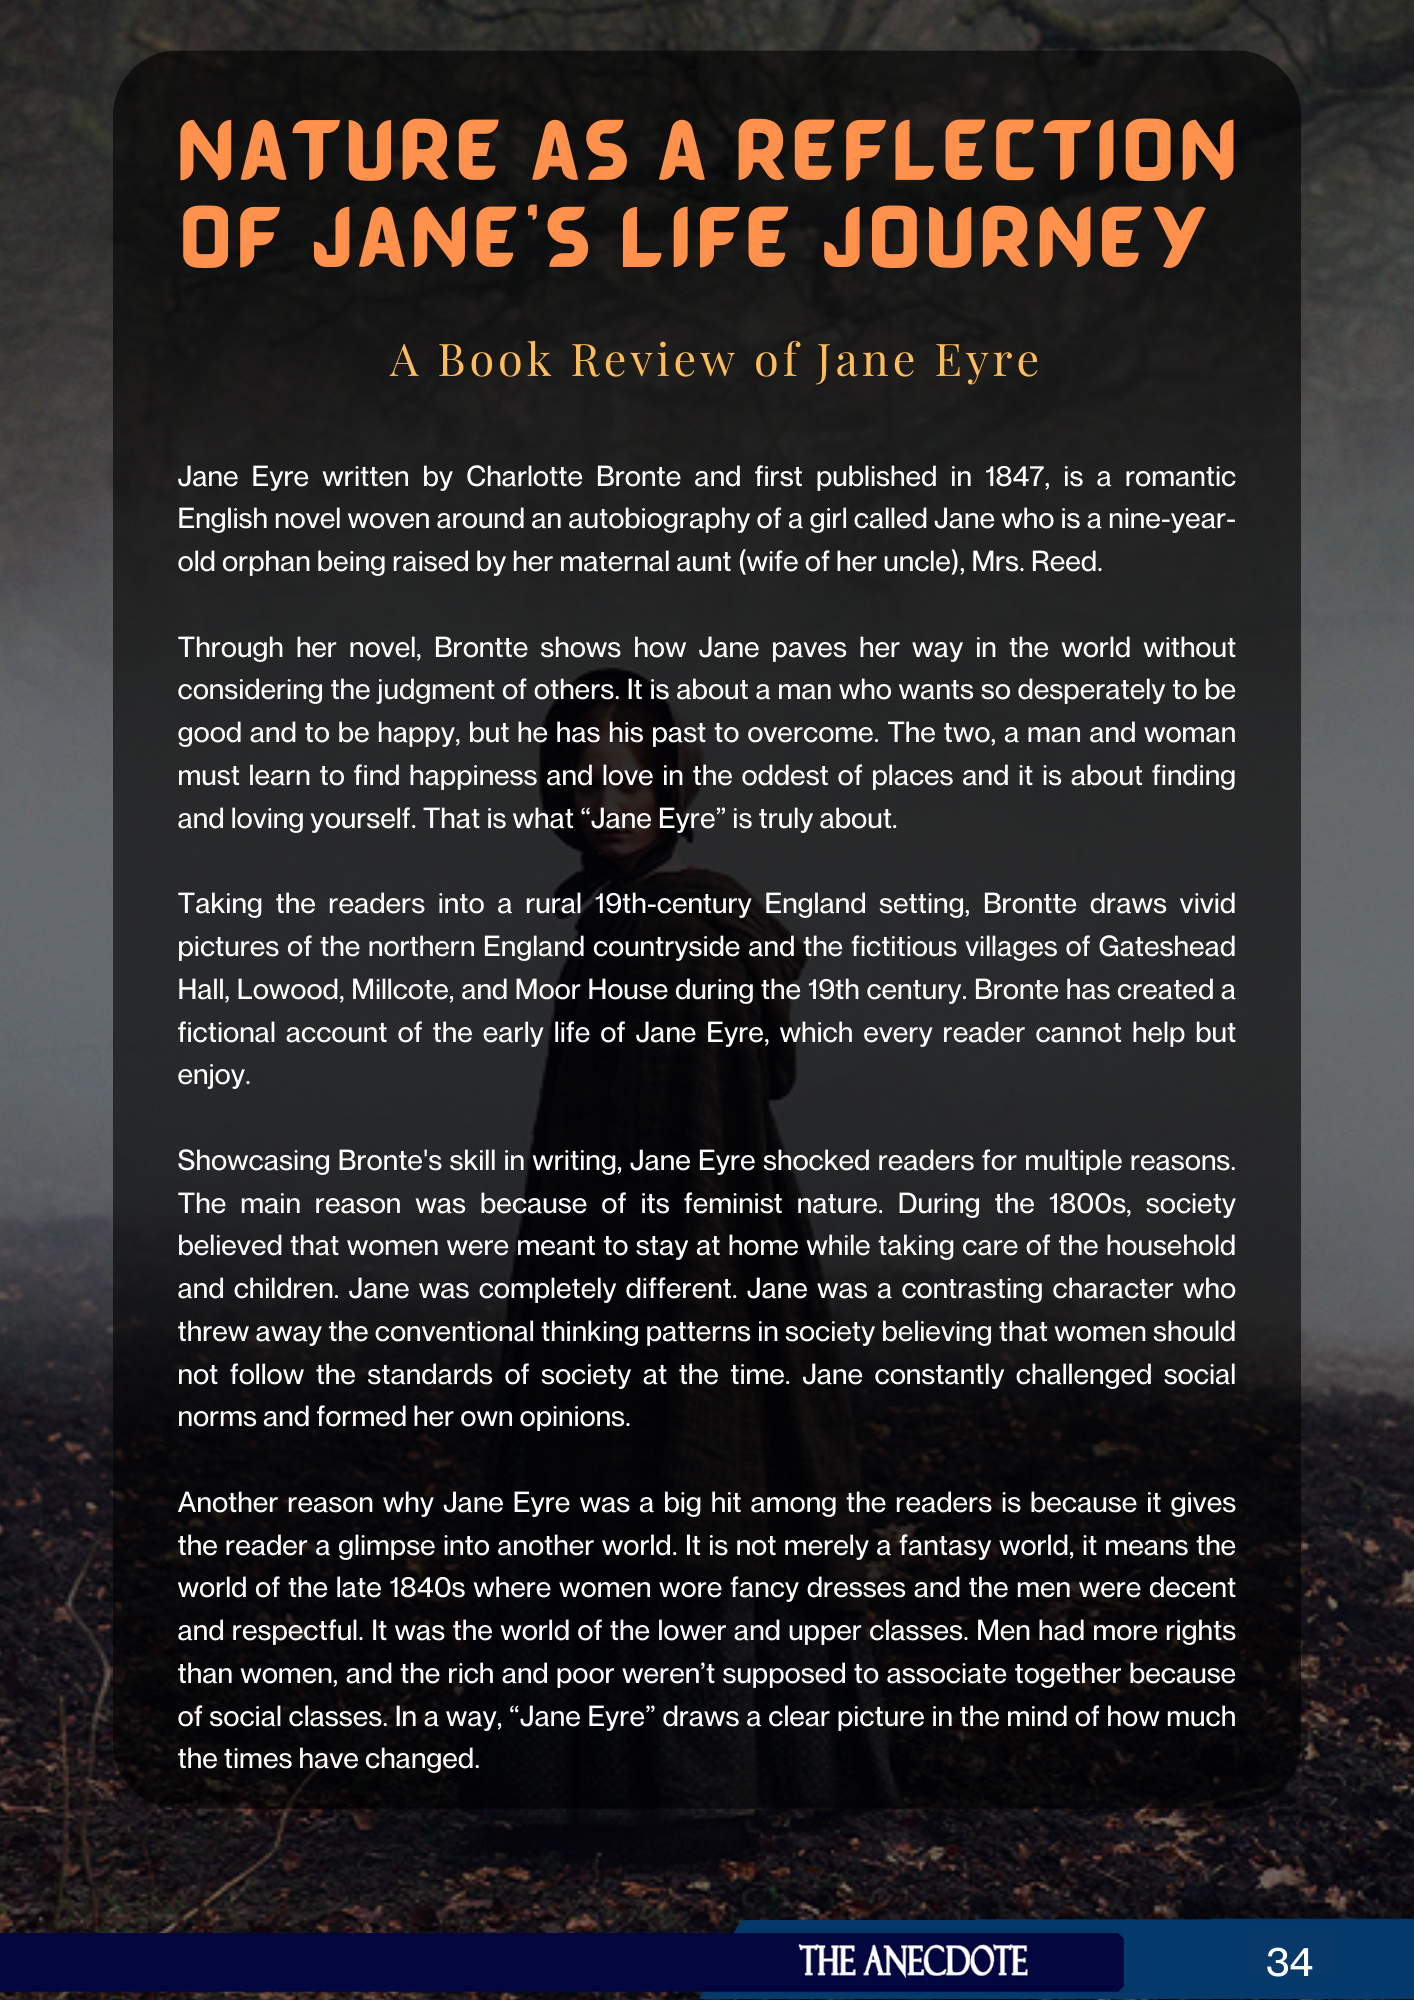 NATURE AS A REFLECTION
OF JANE'S LIFE JOURNEY
A Book Review of Jane Eyre
Jane Eyre written by Charlotte Bronte and first published in 1847, is a romantic
English novel woven around an autobiography of a girl called Jane who is a nine-year-
old orphan being raised by her maternal aunt (wife of her uncle), Mrs. Reed.
Through her novel, Brontte shows how Jane paves her way in the world without
considering the judgment of others. It is about a man who wants so desperately to be
good and to be happy, but he has his past to overcome. The two, a man and woman
must learn to find happiness and love in the oddest of places and it is about finding
and loving yourself. That is what “Jane Eyre” is truly about.
Taking the readers into a rural 19th-century England setting, Brontte draws vivid
pictures of the northern England countryside and the fictitious villages of Gateshead
Hall, Lowood, Millcote, and Moor House during the 19th century. Bronte has created a
fictional account of the early life of Jane Eyre, which every reader cannot help but
enjoy.
Showcasing Bronte's skill in writing, Jane Eyre shocked readers for multiple reasons.
The main reason was because of its feminist nature. During the 1800s, society
believed that women were meant to stay at home while taking care of the household
and children. Jane was completely different. Jane was a contrasting character who
threw away the conventional thinking patterns in society believing that women should
not follow the standards of society at the time. Jane constantly challenged social
norms and formed her own opinions.
Another reason why Jane Eyre was a big hit among the readers is because it gives
the reader a glimpse into another world. It is not merely a fantasy world, it means the
world of the late 1840s where women wore fancy dresses and the men were decent
and respectful. It was the world of the lower and upper classes. Men had more rights
than women, and the rich and poor weren’t supposed to associate together because
of social classes. In a way, “Jane Eyre” draws a clear picture in the mind of how much
the times have changed.
THE ANECDOTE
34